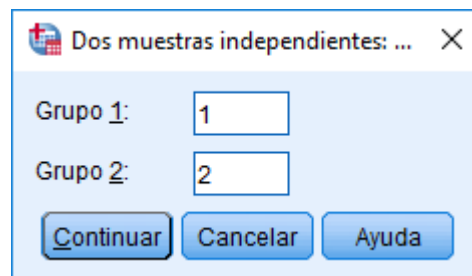 Dos muestras independientes: ...
Grupo 1: 1
Grupo 2: 2
Continuar Cancelar Ayuda